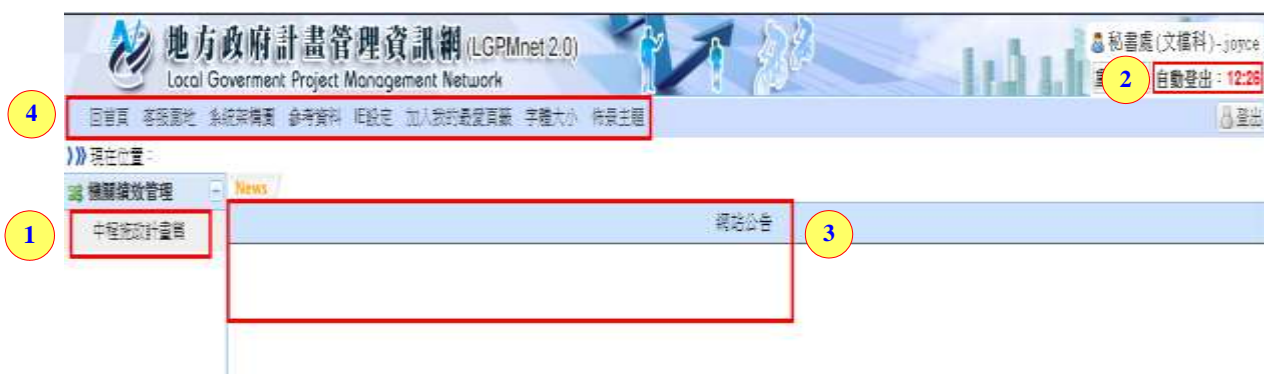 地方政府計畫管理資訊網 (LGPMnet 2.0)
Local Goverment Project Management Network
秘書處(文檔科)-joyce
2
自動登出：12:26
4
回首頁 客服園地 系統架構圖 參考資料 IE設定 加入我的最愛頁籤 字體大小 佈景主題
登出
現在位置：
機關績效管理
News
網站公告
1
中程施政計畫
3